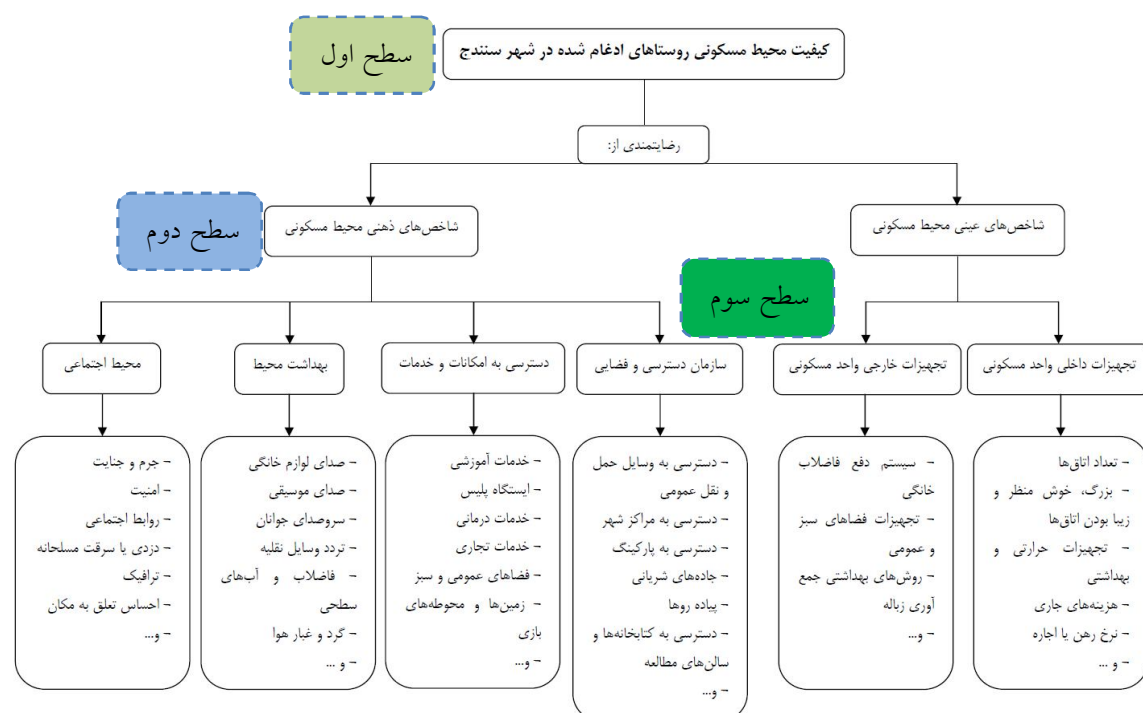 سطح اول
کیفیت محیط مسکونی روستاهای ادغام شده در شهر سنندج
رضایتمندی از:
سطح دوم
شاخص‌های عینی محیط مسکونی
شاخص‌های ذهنی محیط مسکونی
سطح سوم
تجهیزات داخلی واحد مسکونی
تجهیزات خارجی واحد مسکونی
سازمان دسترسی و فضایی
دسترسی به امکانات و خدمات
بهداشت محیط
محیط اجتماعی
- تعداد اتاق‌ها
- بزرگ، خوش منظر و
زیبا بودن اتاق‌ها
- تجهیزات حرارتی و
بهداشتی
- هزینه‌های جاری
- نرخ رهن یا اجاره
- و ...
- سیستم دفع فاضلاب
خانگی
- تجهیزات فضاهای سبز
و عمومی
- روش‌های بهداشتی جمع
آوری زباله
- و...
- دسترسی به وسایل حمل
و نقل عمومی
- دسترسی به مراکز شهر
- دسترسی به پارکینگ
- جاده‌های شریانی
- پیاده روها
- دسترسی به کتابخانه‌ها و
سالن‌های مطالعه
- و...
- خدمات آموزشی
- ایستگاه پلیس
- خدمات درمانی
- خدمات تجاری
- فضاهای عمومی و سبز
- زمین‌ها و محوطه‌های
بازی
- و...
- صدای لوازم خانگی
- صدای موسیقی
- سروصدای جوانان
- تردد وسایل نقلیه
- فاضلاب و آب‌های
سطحی
- گرد و غبار هوا
- و ...
- جرم و جنایت
- امنیت
- روابط اجتماعی
- دزدی یا سرقت مسلحانه
- ترافیک
- احساس تعلق به مکان
- و...